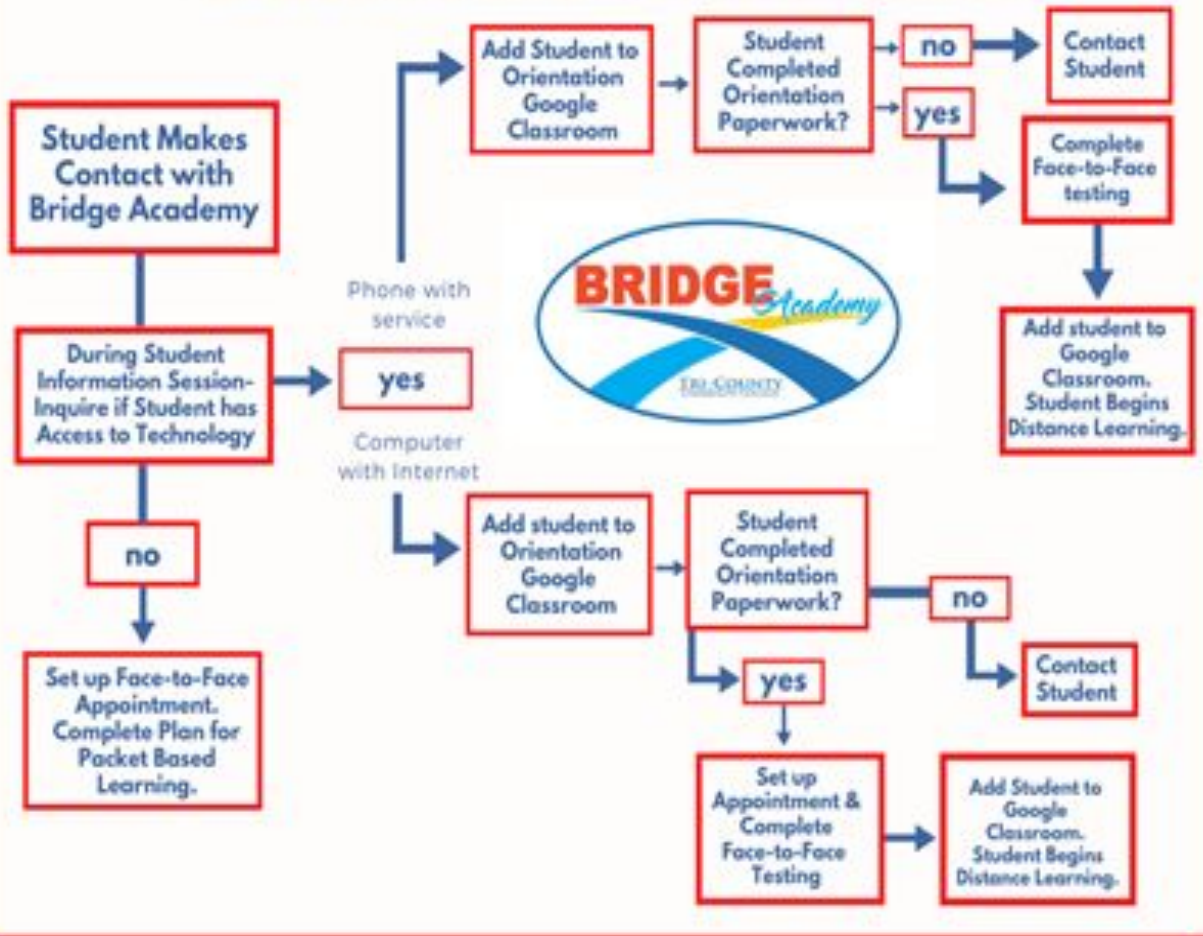 Student Makes
Contact with
Bridge Academy
During Student
Information Session-
Inquire if Student has
Access to Technology
no
Set up Face-to-Face
Appointment.
Complete Plan for
Packet Based
Learning.
yes
Phone with
service
Add Student to
Orientation
Google
Classroom
Student
Completed
Orientation
Paperwork?
no
Contact
Student
yes
Complete
Face-to-Face
testing
Add student to
Google
Classroom.
Student Begins
Distance Learning.
BRIDGE
Academy
TRI-COUNTY
Computer
with Internet
Add student to
Orientation
Google
Classroom
Student
Completed
Orientation
Paperwork?
no
Contact
Student
yes
Set up
Appointment &
Complete
Face-to-Face
Testing
Add Student to
Google
Classroom.
Student Begins
Distance Learning.